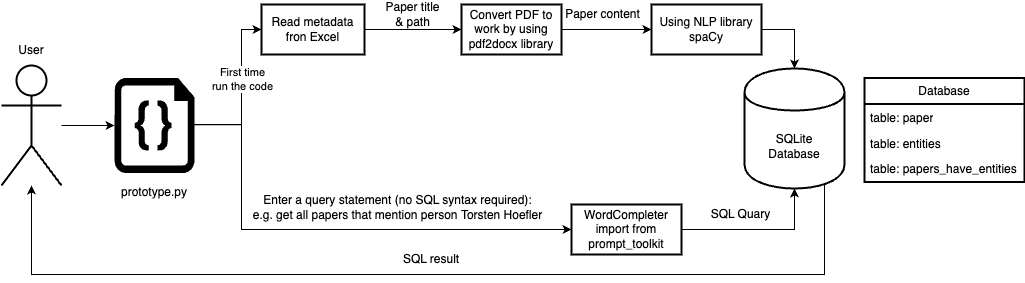 User
prototype.py
First time
run the code
Read metadata
fron Excel
Paper title
& path
Convert PDF to
work by using
pdf2docx library
Paper content
Using NLP library
spaCy
SQLite
Database
Database
table: paper
table: entities
table: papers_have_entities
Enter a query statement (no SQL syntax required):
e.g. get all papers that mention person Torsten Hoefler
WordCompleter
import from
prompt_toolkit
SQL Quary
SQL result